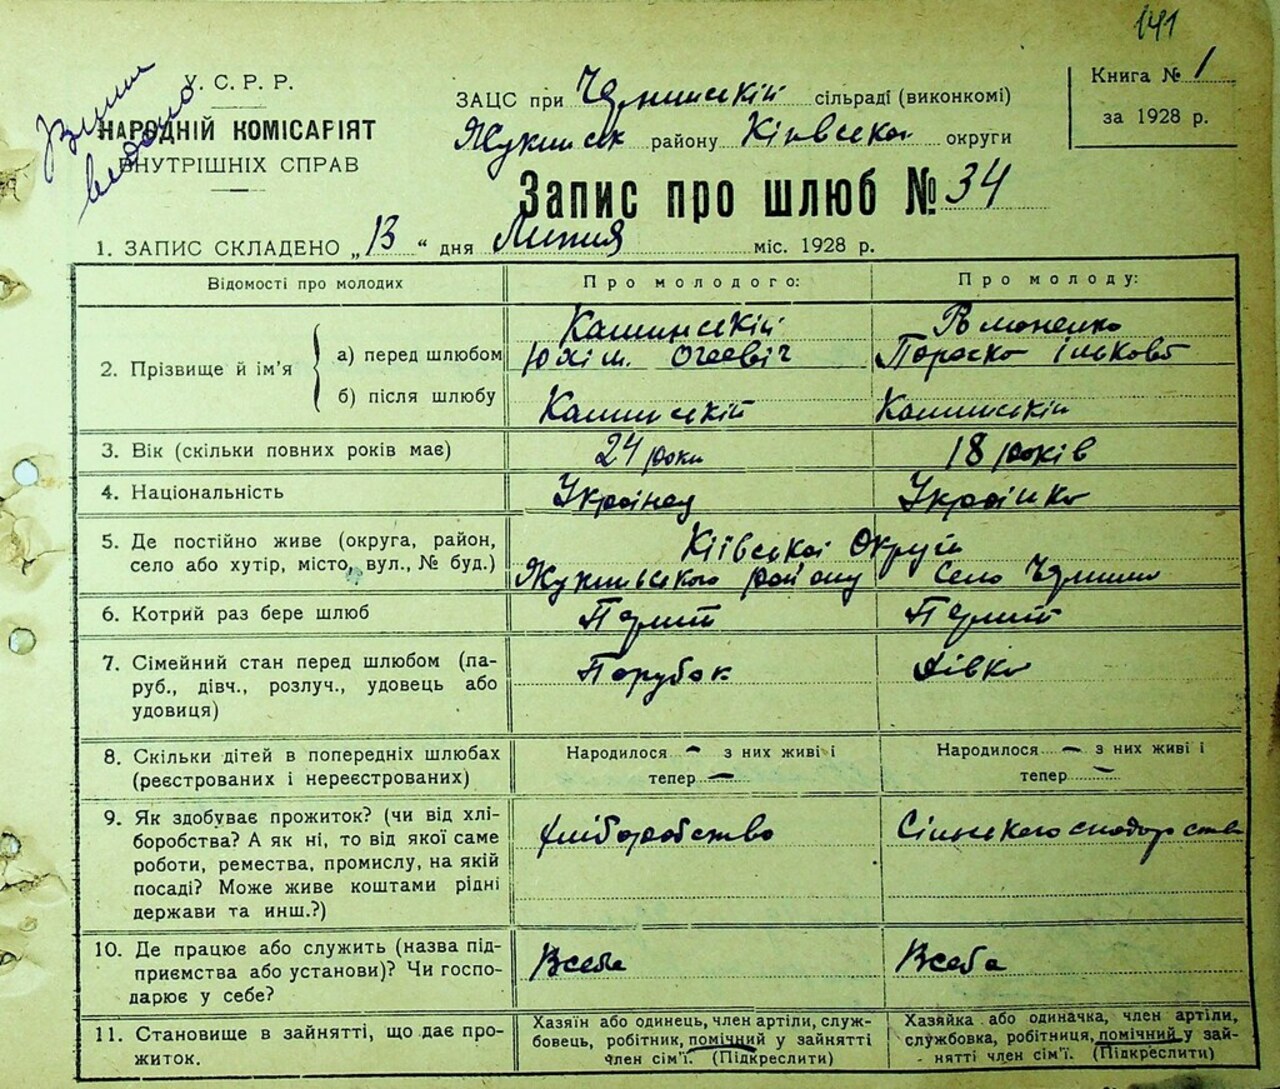 141
У. С. Р. Р.
НАРОДНІЙ КОМІСАРІЯТ
ВНУТРІШНІХ СПРАВ
видано
ЗАЦС при сільраді (виконкомі)
району Київська округи
Книга № 1
за 1928 р.
Запис про шлюб № 34
1. ЗАПИС СКЛАДЕНО „ 13 “ дня Липня міс. 1928 р.
Відомості про молодих
Про молодого:
Про молоду:
2. Прізвище й ім’я
а) перед шлюбом
б) після шлюбу
Каминський
Юхім
Романенко
Параска
Каминський
Каминській
3. Вік (скільки повних років має)
24 роки
18 років
4. Національність
Українец
Українка
5. Де постійно живе (округа, район,
село або хутір, місто, вул., № буд.)
Київської Округи
району Село
6. Котрий раз бере шлюб
Перший
Перший
7. Сімейний стан перед шлюбом (па-
руб., дівч., розлуч., удовець або
удовиця)
Парубок
Дівка
8. Скільки дітей в попередніх шлюбах
(реєстрованих і нереєстрованих)
Народилося – з них живі і
тепер –
Народилося – з них живі і
тепер –
9. Як здобуває прожиток? (чи від хлі-
боробства? А як ні, то від якої саме
роботи, ремества, промислу, на якій
посаді? Може живе коштами рідні
держави та инш.?)
хліборобство
10. Де працює або служить (назва під-
приємства або установи)? Чи госпо-
дарює у себе?
Всебе
Всеба
11. Становище в зайнятті, що дає про-
житок.
Хазяїн або одинець, член артіли, служ-
бовець, робітник, помічний у зайнятті
член сім’ї. (Підкреслити)
Хазяйка або одиначка, член артіли,
службовка, робітниця, помічний у зай-
нятті член сім’ї. (Підкреслити)